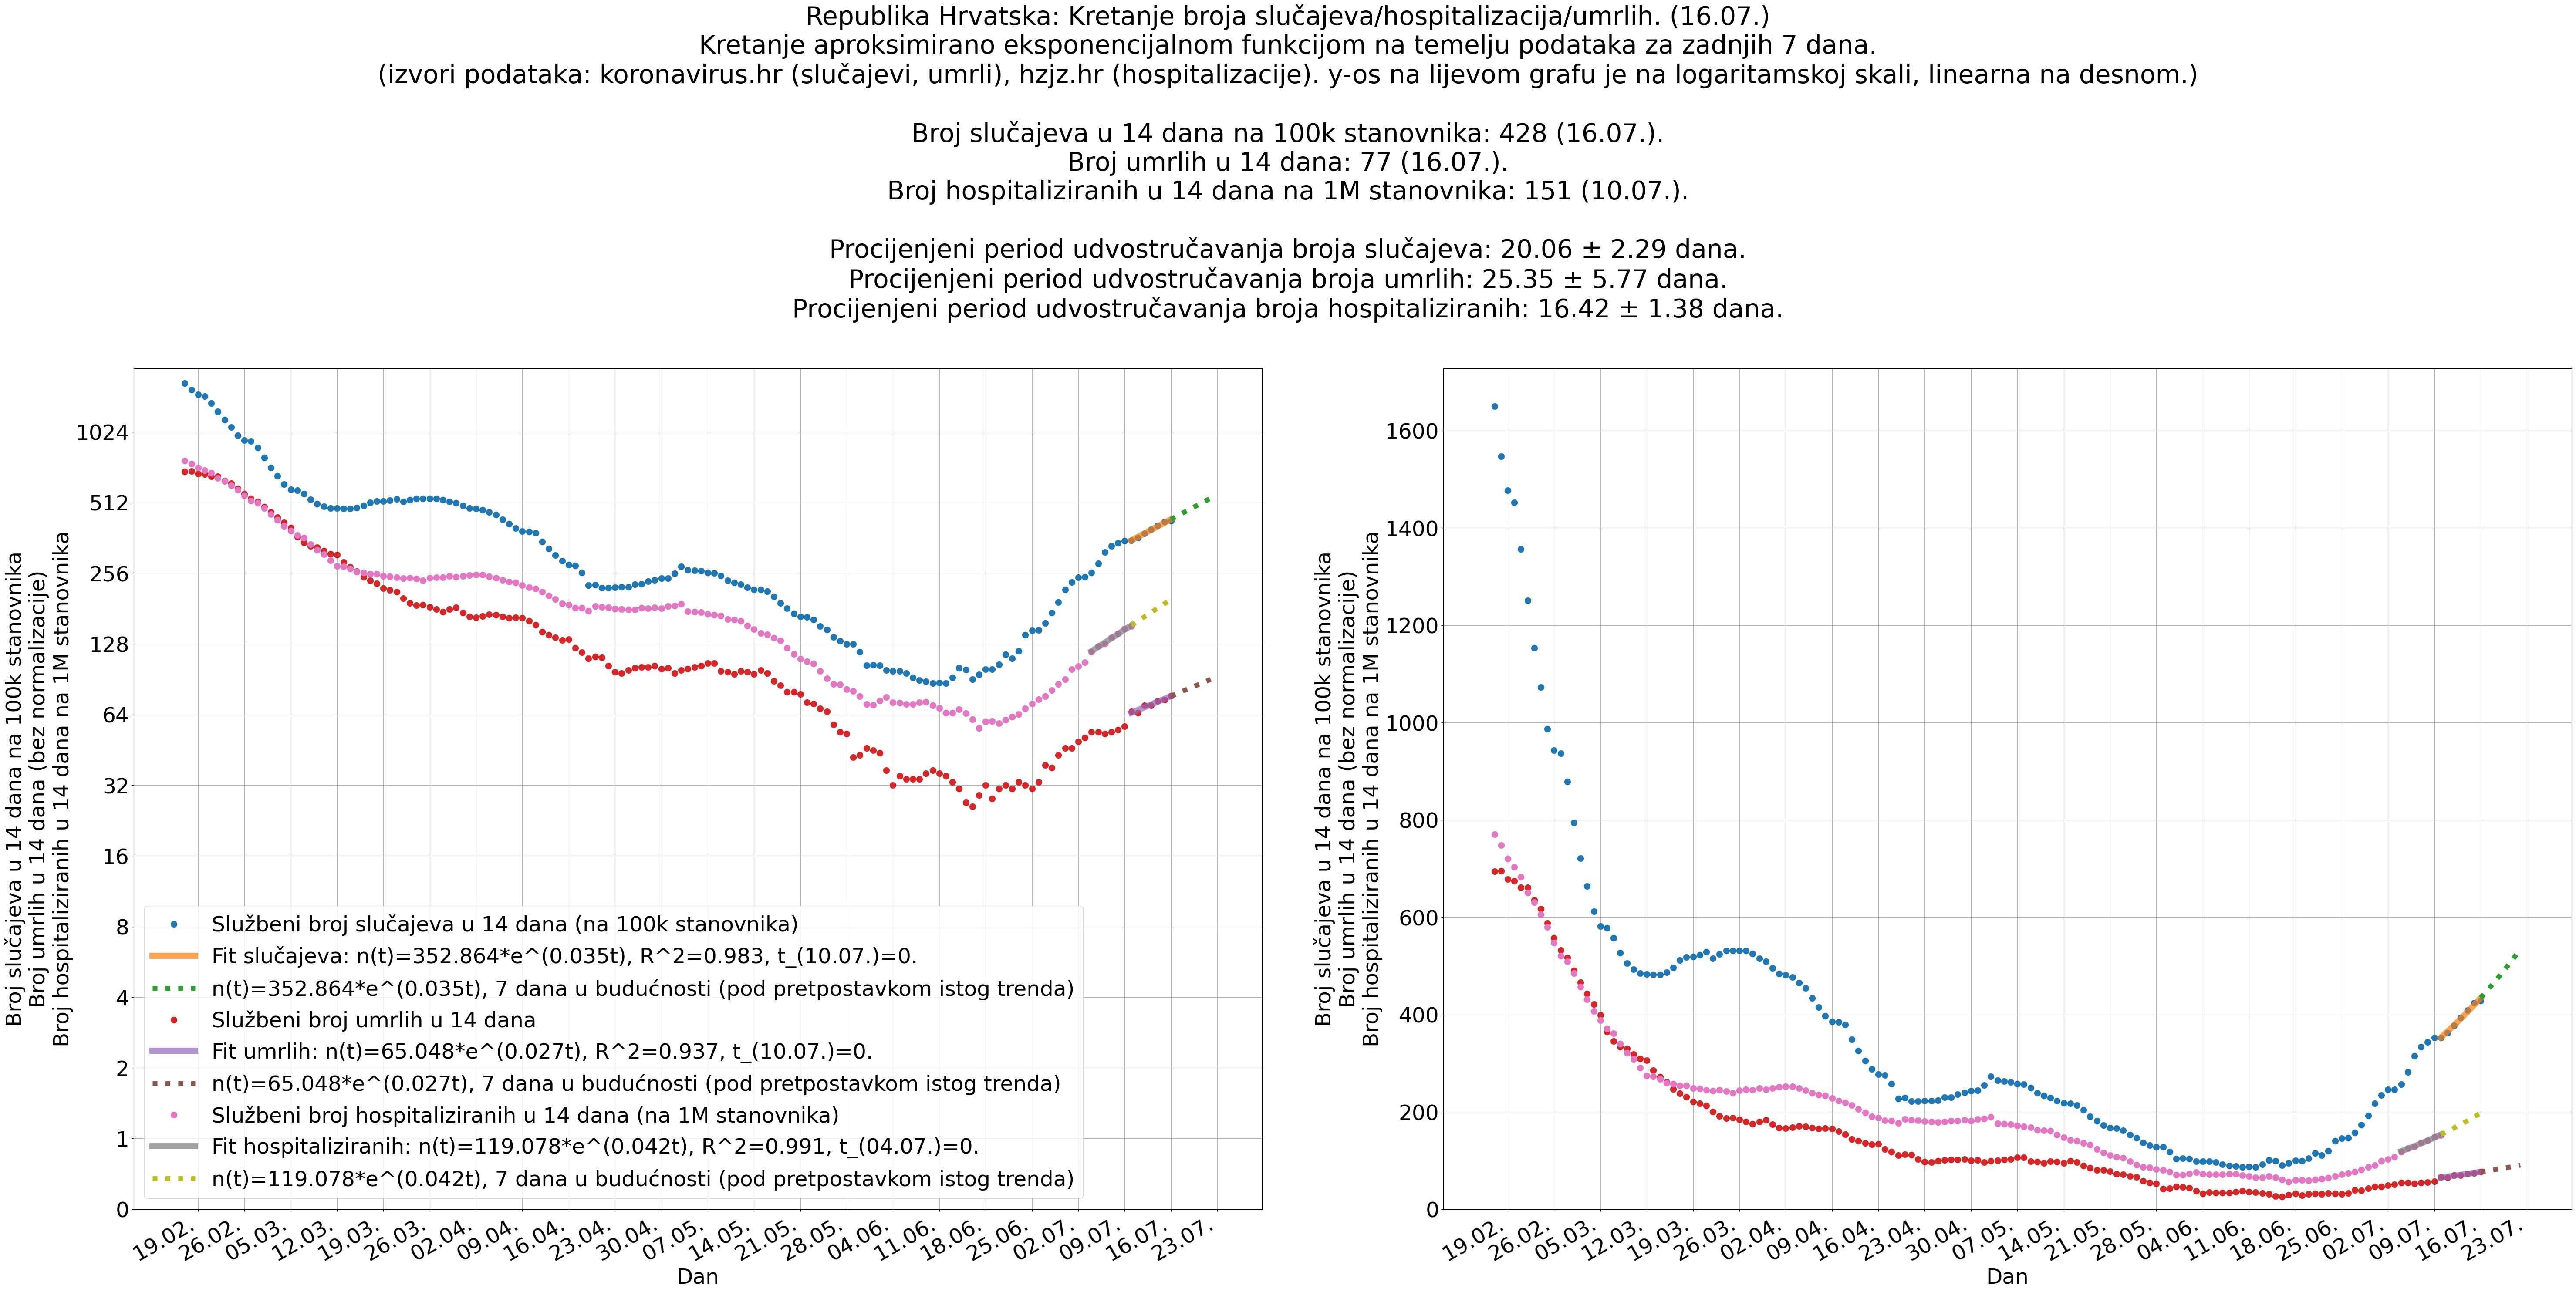 Republika Hrvatska: Kretanje broja slučajeva/hospitalizacija/umrlih. (16.07.)
Kretanje aproksimirano eksponencijalnom funkcijom na temelju podataka za zadnjih 7 dana.
(izvori podataka: koronavirus.hr (slučajevi, umrli), hzjz.hr (hospitalizacije). y-os na lijevom grafu je na logaritamskoj skali, linearna na desnom.)
Broj slučajeva u 14 dana na 100k stanovnika: 428 (16.07.).
Broj umrlih u 14 dana: 77 (16.07.).
Broj hospitaliziranih u 14 dana na 1M stanovnika: 151 (10.07.).
Procijenjeni period udvostručavanja broja slučajeva: 20.06 ± 2.29 dana.
Procijenjeni period udvostručavanja broja umrlih: 25.35 ± 5.77 dana.
Procijenjeni period udvostručavanja broja hospitaliziranih: 16.42 ± 1.38 dana.
Broj slučajeva u 14 dana na 100k stanovnika
Broj umrlih u 14 dana (bez normalizacije)
Broj hospitaliziranih u 14 dana na 1M stanovnika
1024
512
256
128
64
32
16
8
4
2
1
0
Službeni broj slučajeva u 14 dana (na 100k stanovnika)
Fit slučajeva: n(t)=352.864*e^(0.035t), R^2=0.983, t_(10.07.)=0.
n(t)=352.864*e^(0.035t), 7 dana u budućnosti (pod pretpostavkom istog trenda)
Službeni broj umrlih u 14 dana
Fit umrlih: n(t)=65.048*e^(0.027t), R^2=0.937, t_(10.07.)=0.
n(t)=65.048*e^(0.027t), 7 dana u budućnosti (pod pretpostavkom istog trenda)
Službeni broj hospitaliziranih u 14 dana (na 1M stanovnika)
Fit hospitaliziranih: n(t)=119.078*e^(0.042t), R^2=0.991, t_(04.07.)=0.
n(t)=119.078*e^(0.042t), 7 dana u budućnosti (pod pretpostavkom istog trenda)
19.02. 26.02. 05.03. 12.03. 19.03. 26.03. 02.04. 09.04. 16.04. 23.04. 30.04. 07.05. 14.05. 21.05. 28.05. 04.06. 11.06. 18.06. 25.06. 02.07. 09.07. 16.07. 23.07.
Dan
Broj slučajeva u 14 dana na 100k stanovnika
Broj umrlih u 14 dana (bez normalizacije)
Broj hospitaliziranih u 14 dana na 1M stanovnika
1600
1400
1200
1000
800
600
400
200
0
19.02. 26.02. 05.03. 12.03. 19.03. 26.03. 02.04. 09.04. 16.04. 23.04. 30.04. 07.05. 14.05. 21.05. 28.05. 04.06. 11.06. 18.06. 25.06. 02.07. 09.07. 16.07. 23.07.
Dan